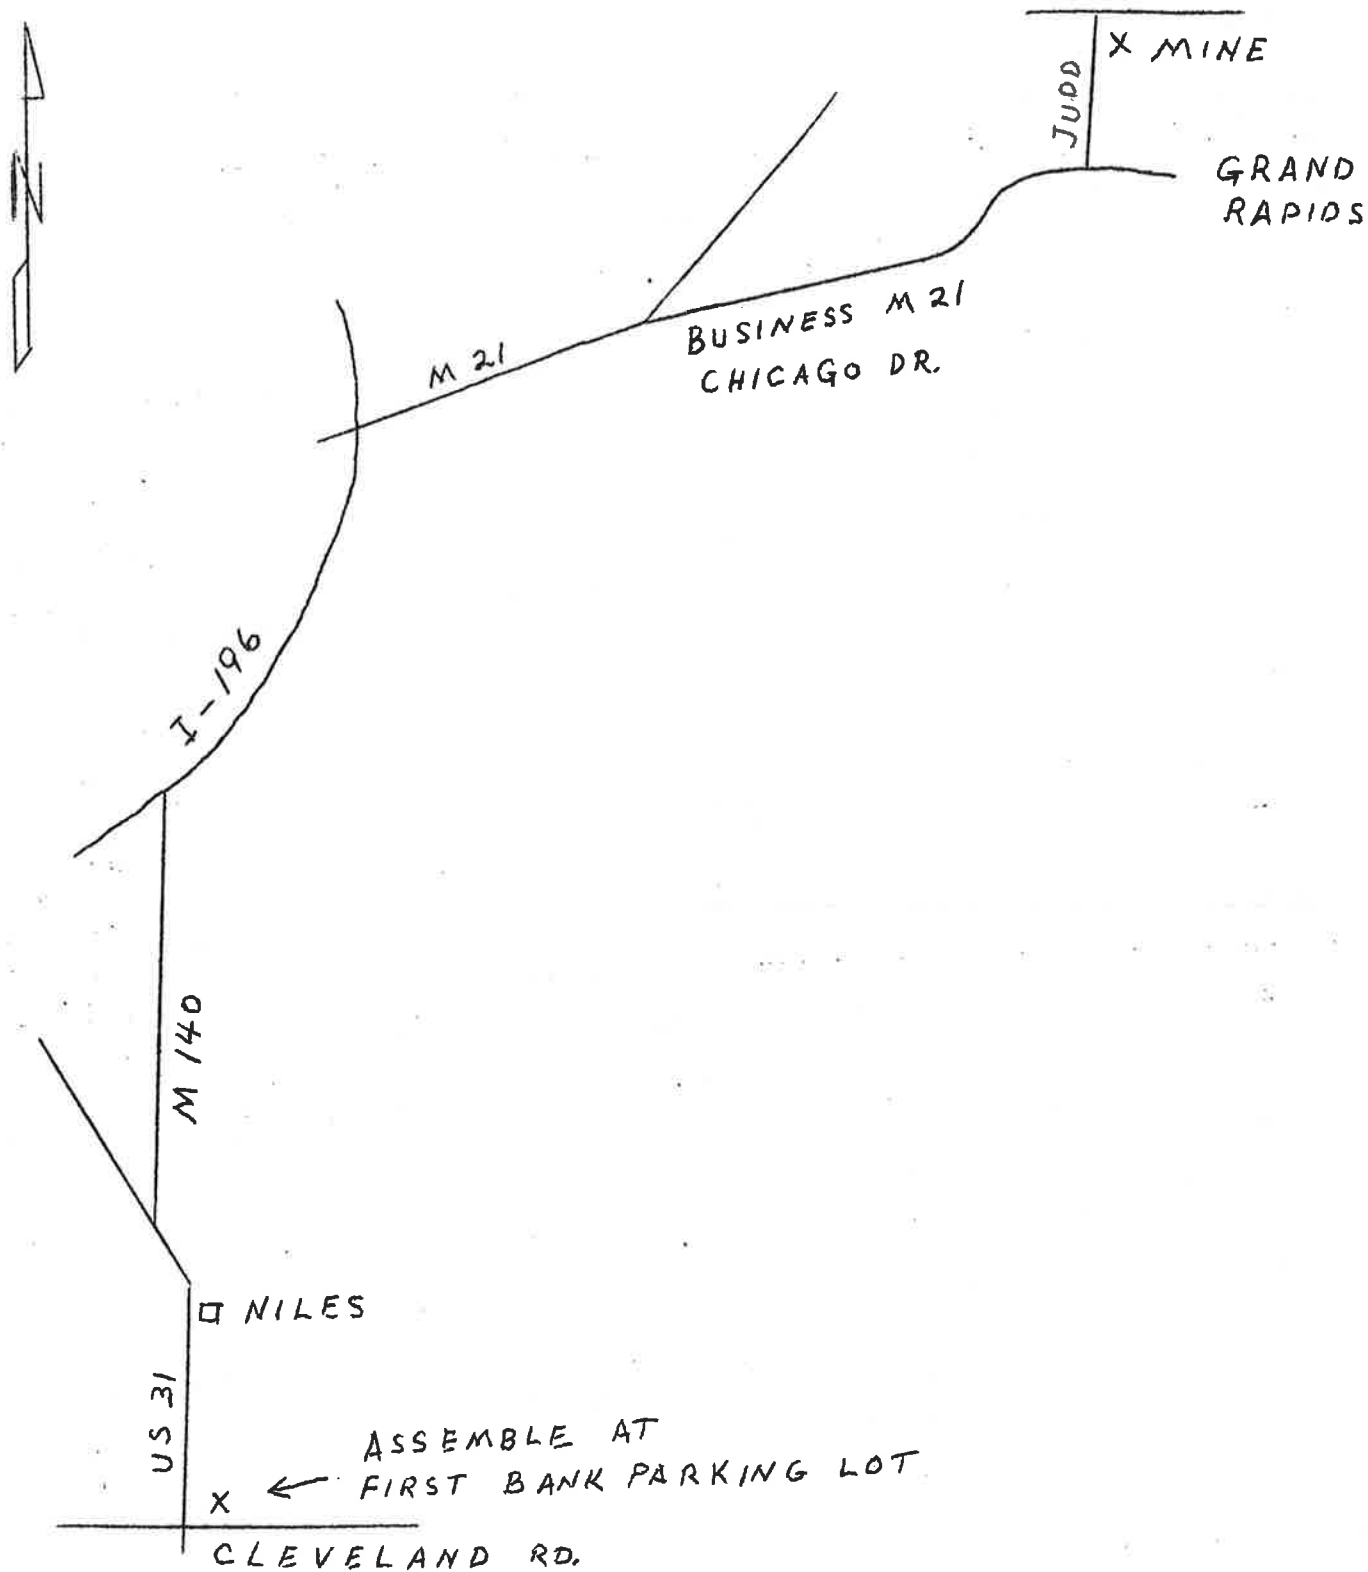 X MINE
JUDD
GRAND
RAPIDS
N
M 21
BUSINESS M 21
CHICAGO DR.
I-196
M 140
NILES
US 31
ASSEMBLE AT
FIRST BANK PARKING LOT
X
CLEVELAND RD.